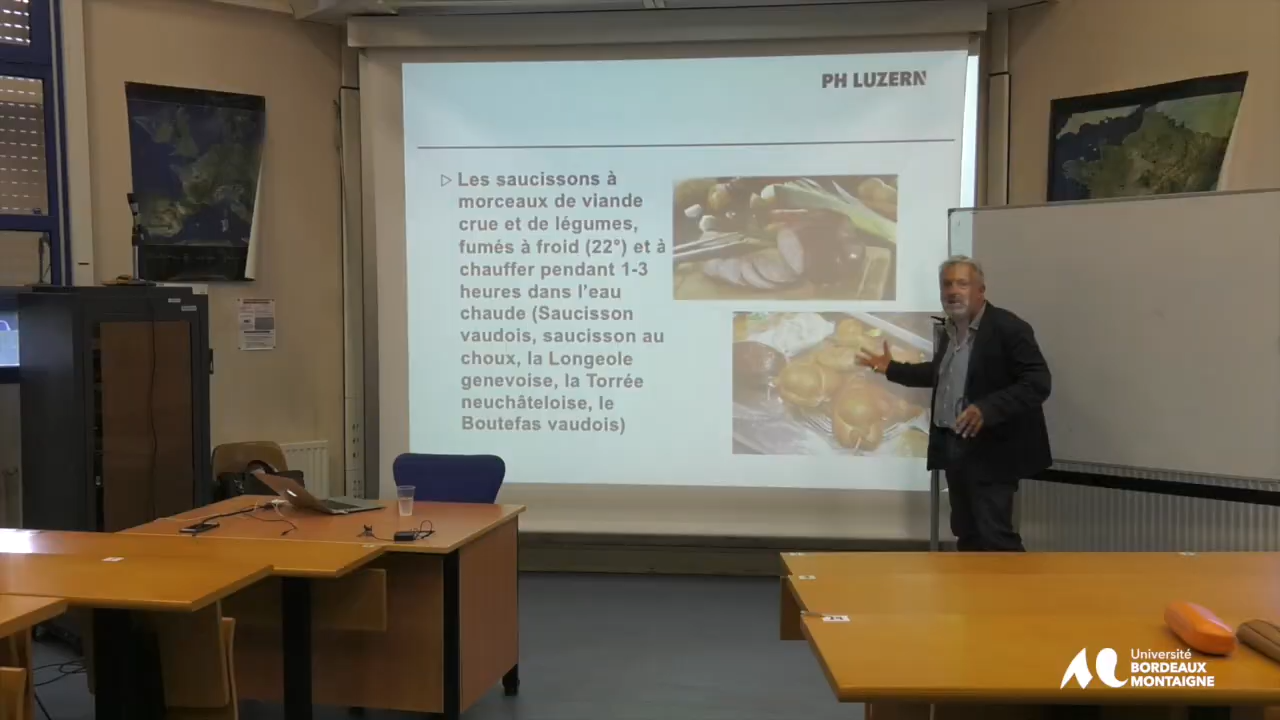 PH LUZERN
▷ Les saucissons à
morceaux de viande
crue et de légumes,
fumés à froid (22°) et à
chauffer pendant 1-3
heures dans l'eau
chaude (Saucisson
vaudois, saucisson au
choux, la Longeole
genevoise, la Torrée
neuchâteloise, le
Boutefas vaudois)
Université
BORDEAUX
MONTAIGNE